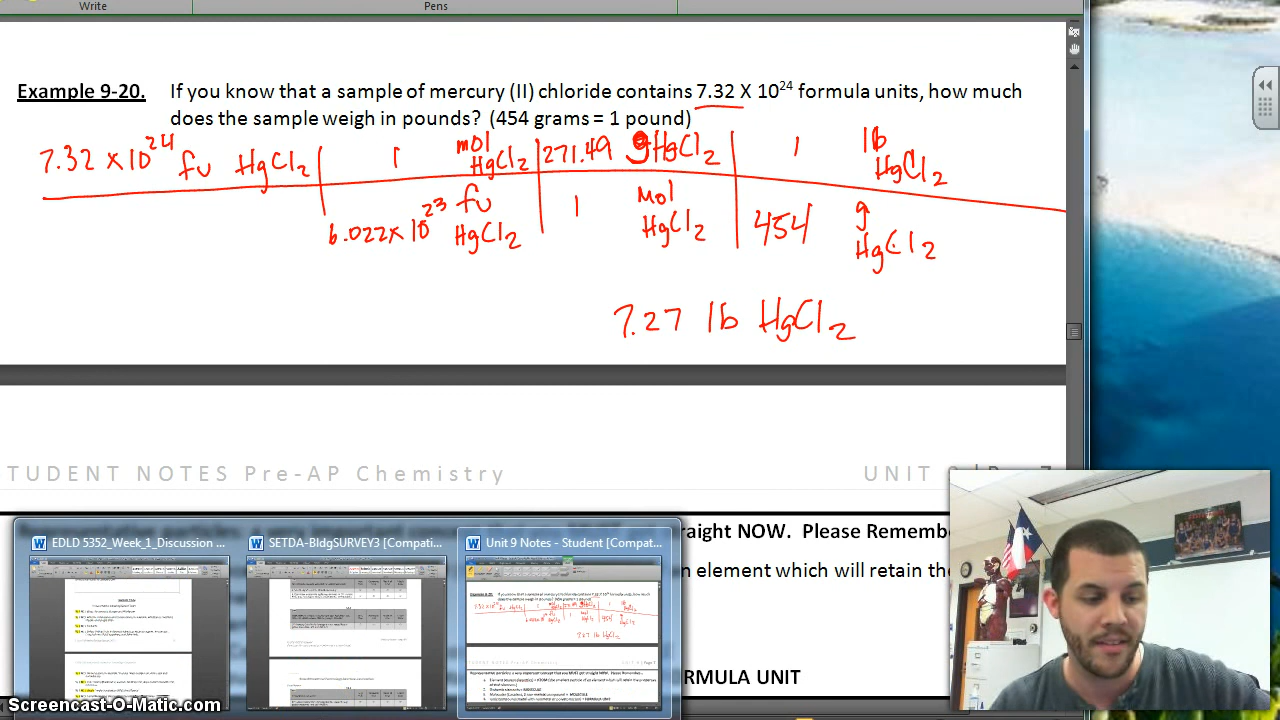 Write
Pens
Example 9-20. If you know that a sample of mercury (II) chloride contains 7.32 X 10²⁴ formula units, how much
does the sample weigh in pounds? (454 grams = 1 pound)
7.32 x 10²⁴ fu HgCl₂ | 1 mol HgCl₂ | 271.49 g HgCl₂ | 1 lb HgCl₂
6.022 x 10²³ fu HgCl₂ | 1 mol HgCl₂ | 454 g HgCl₂
7.27 lb HgCl₂
TUDENT NOTES Pre-AP Chemistry
EDLD 5352_Week_1_Discussion ...
SETDA-BldgSURVEY3 [Compati...
Unit 9 Notes - Student [Compat...
raight NOW. Please Remembe
n element which will retain the
RMULA UNIT
Screencast-O-Matic.com